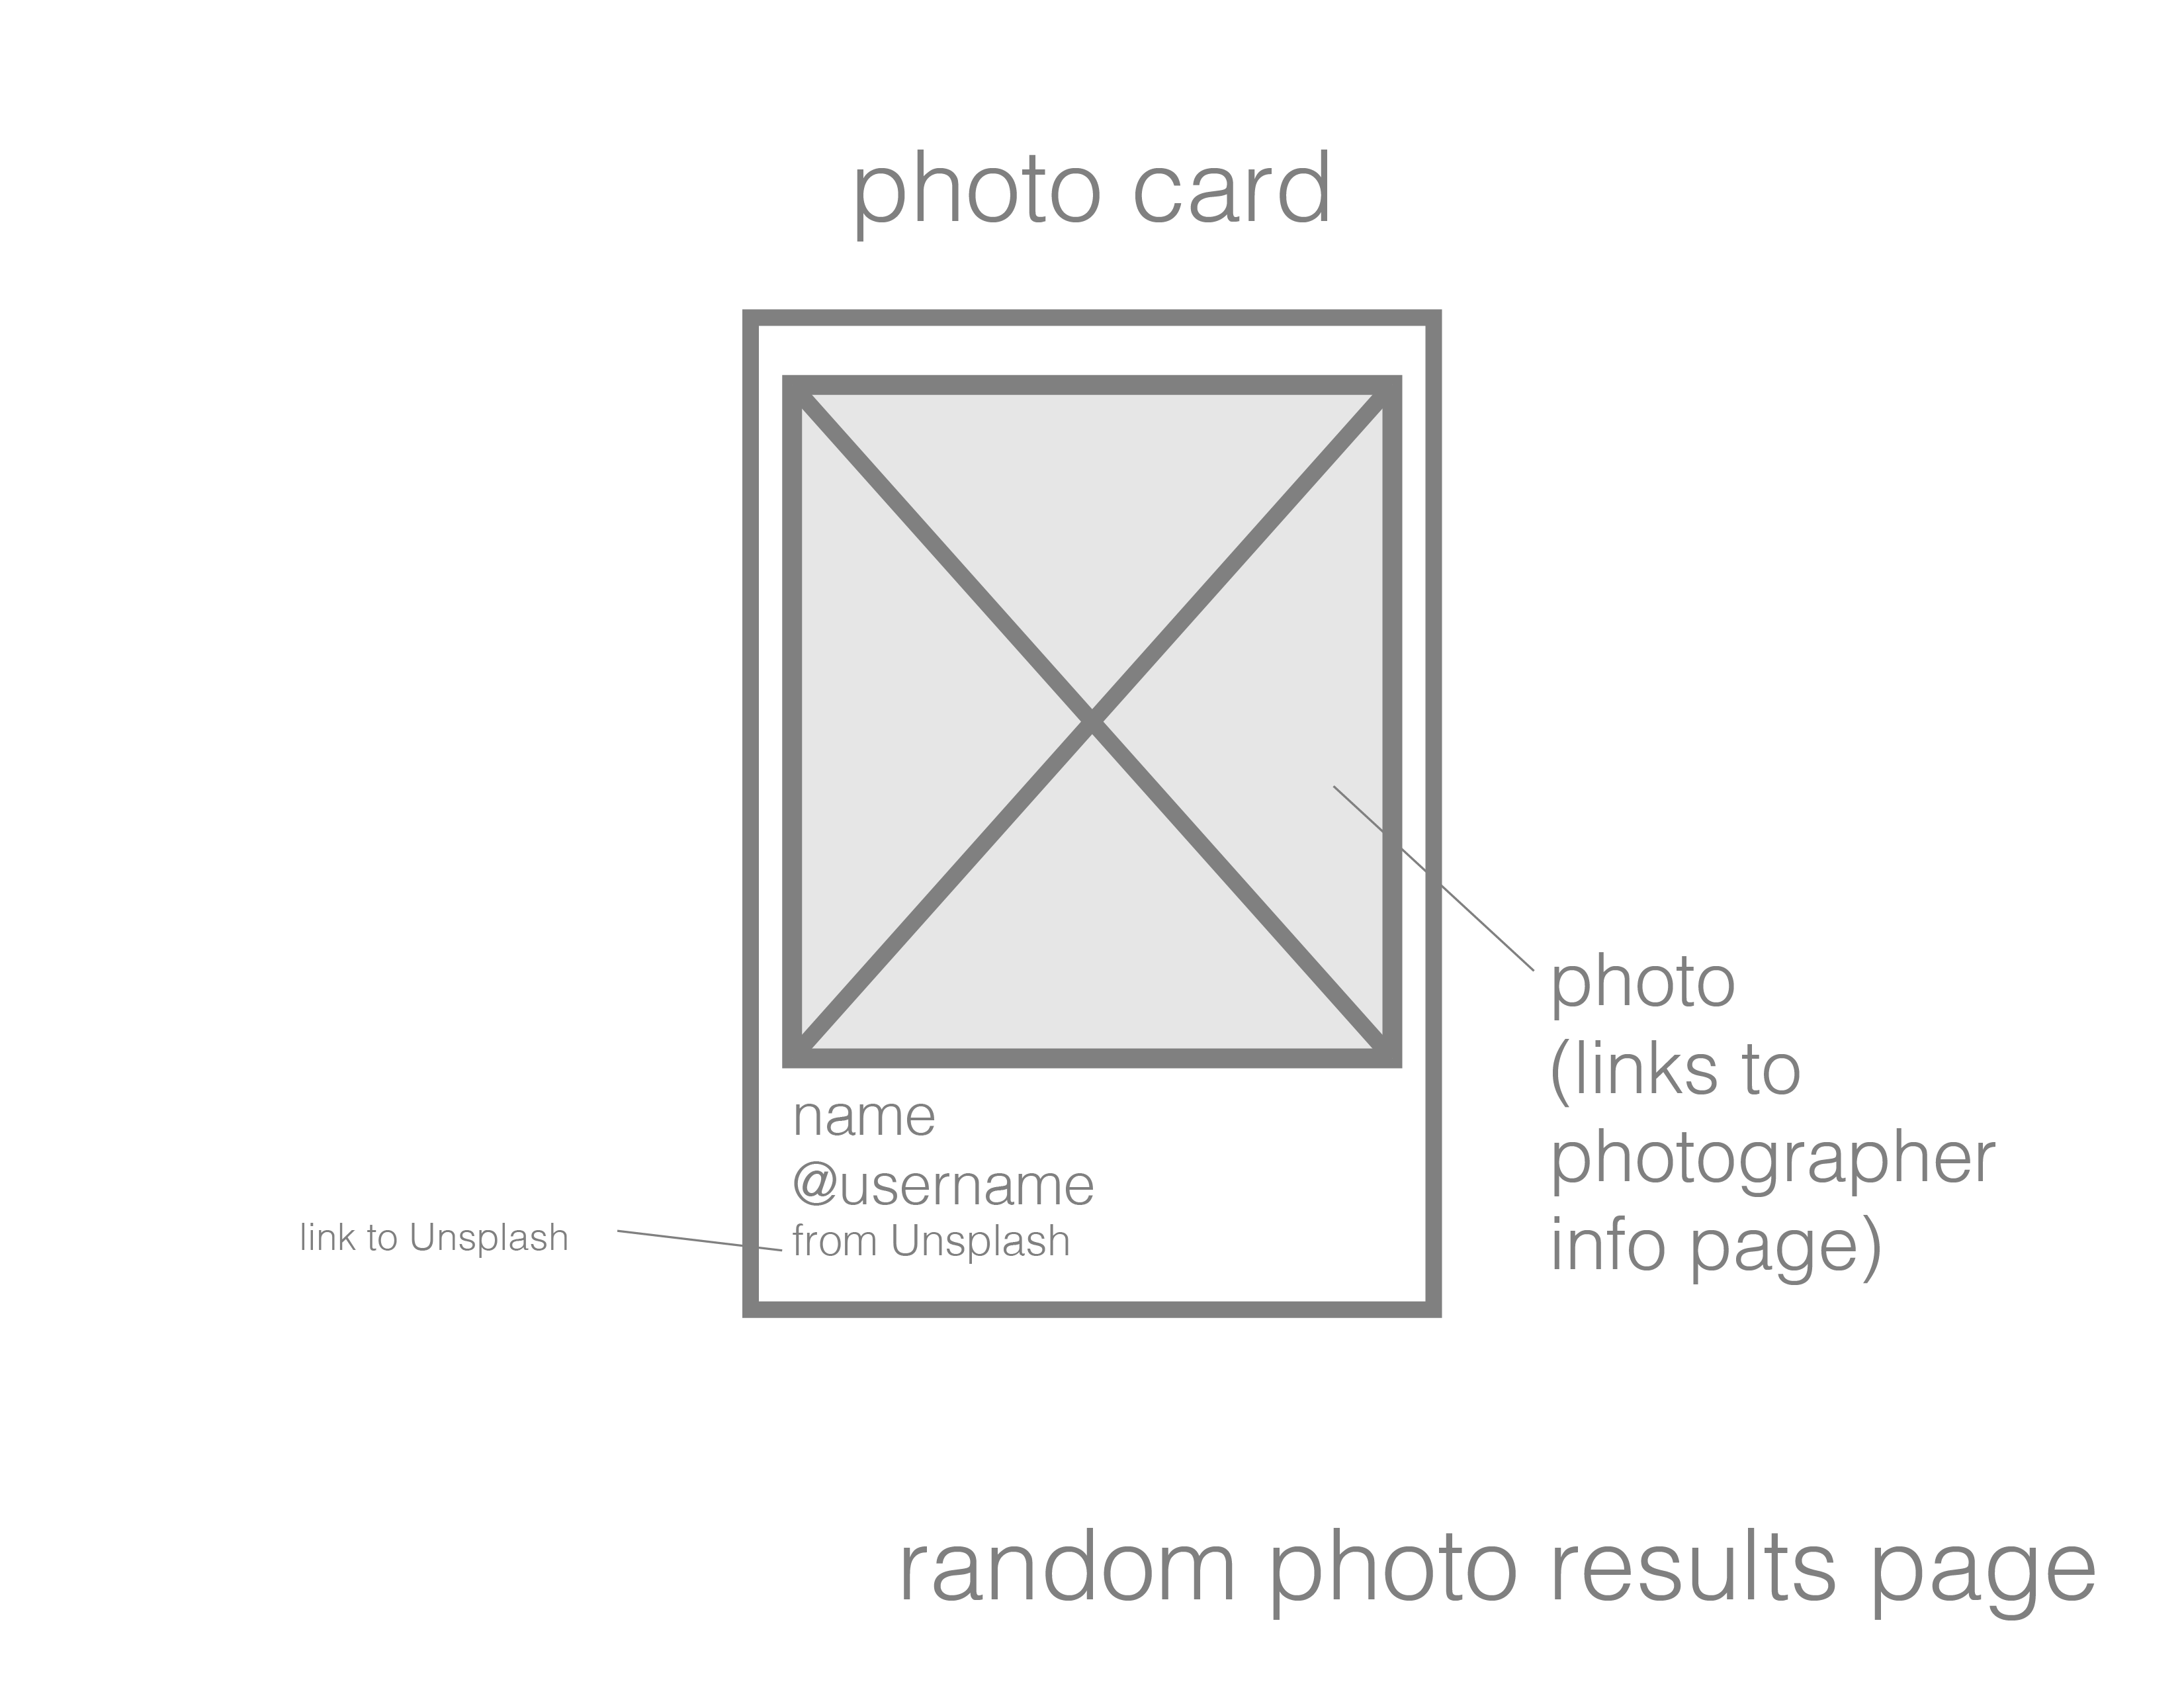 photo card
photo
(links to
photographer
info page)
name
@username
from Unsplash
link to Unsplash
random photo results page